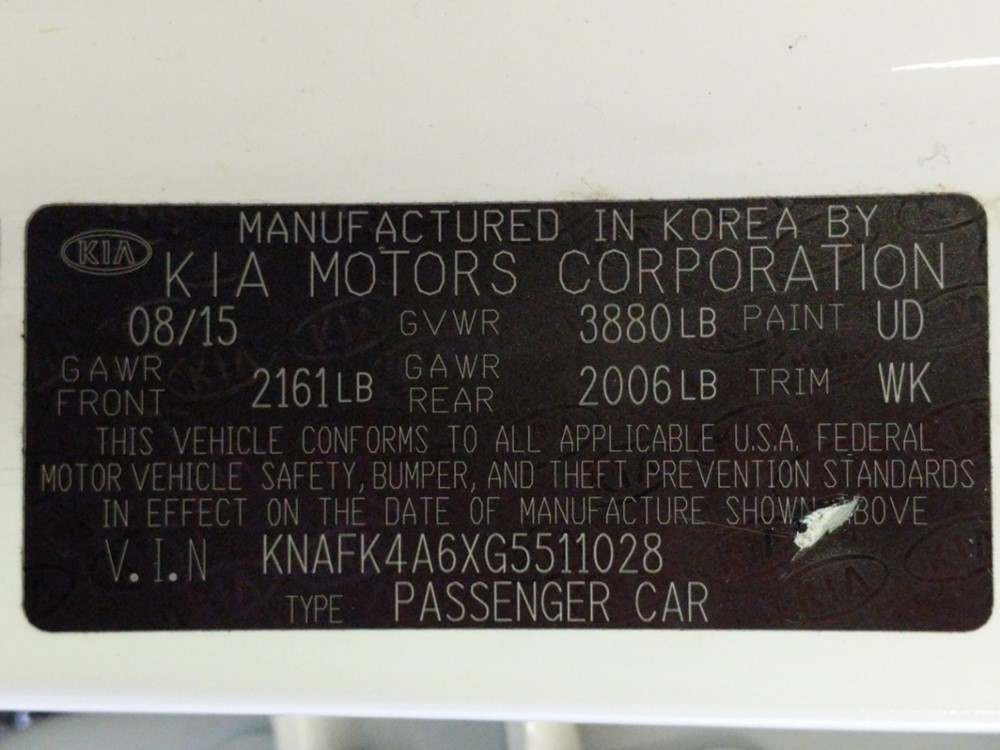 MANUFACTURED IN KOREA BY
KIA KIA MOTORS CORPORATION
08/15 GVWR 3880LB PAINT UD
GAWR FRONT 2161LB GAWR REAR 2006LB TRIM WK
THIS VEHICLE CONFORMS TO ALL APPLICABLE U.S.A. FEDERAL
MOTOR VEHICLE SAFETY, BUMPER, AND THEFT PREVENTION STANDARDS
IN EFFECT ON THE DATE OF MANUFACTURE SHOWN ABOVE
V.I.N KNAFK4A6XG5511028
TYPE PASSENGER CAR